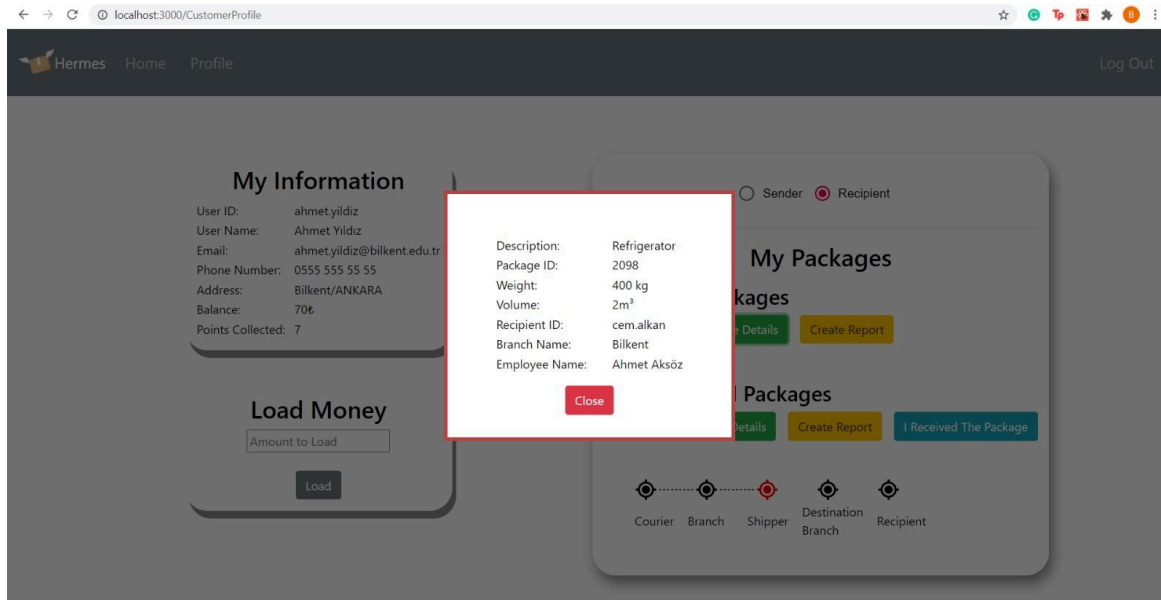 localhost:3000/CustomerProfile
B
Hermes Home Profile Log Out
My Information
User ID: ahmet.yildiz
User Name: Ahmet Yıldız
Email: ahmet.yildiz@bilkent.edu.tr
Phone Number: 0555 555 55 55
Address: Bilkent/ANKARA
Balance: 70₺
Points Collected: 7
Load Money
Amount to Load
Load
Description: Refrigerator
Package ID: 2098
Weight: 400 kg
Volume: 2m³
Recipient ID: cem.alkan
Branch Name: Bilkent
Employee Name: Ahmet Aksöz
Close
Sender Recipient
My Packages
kages
Details Create Report
Packages
Details Create Report I Received The Package
Courier Branch Shipper Destination Branch Recipient